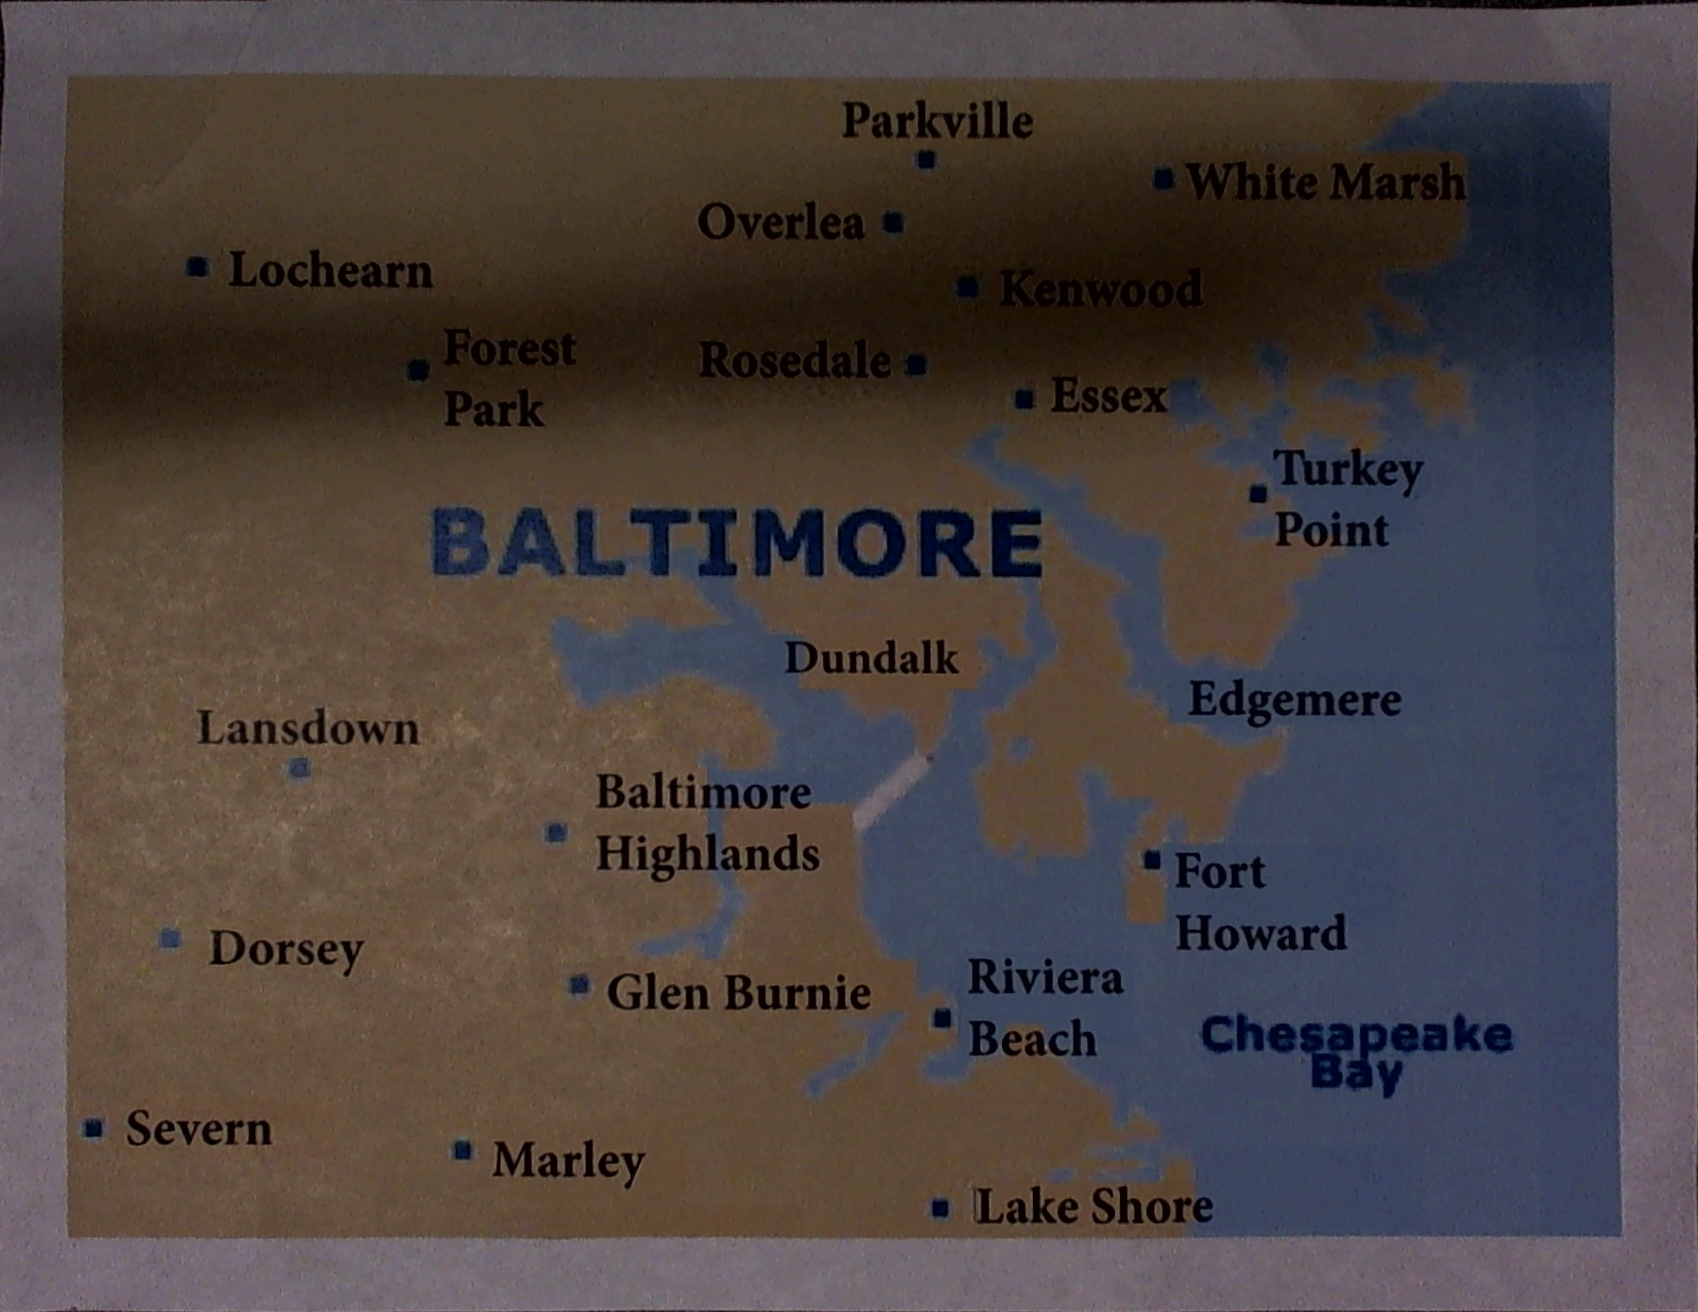 Parkville
White Marsh
Overlea
Lochearn
Kenwood
Forest
Park
Rosedale
Essex
Turkey
Point
BALTIMORE
Dundalk
Edgemere
Lansdown
Baltimore
Highlands
Fort
Howard
Dorsey
Glen Burnie
Riviera
Beach
Chesapeake
Bay
Severn
Marley
Lake Shore